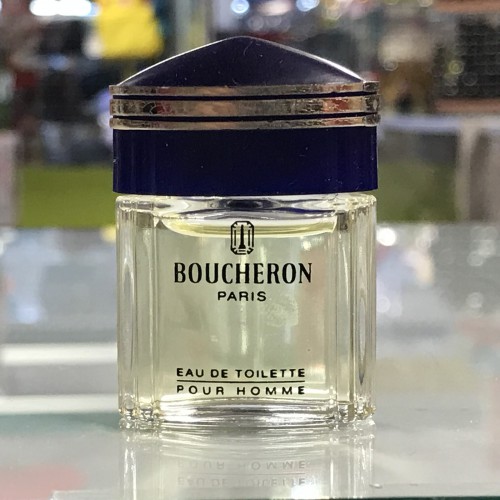 BOUCHERON
PARIS
EAU DE TOILETTE
POUR HOMME